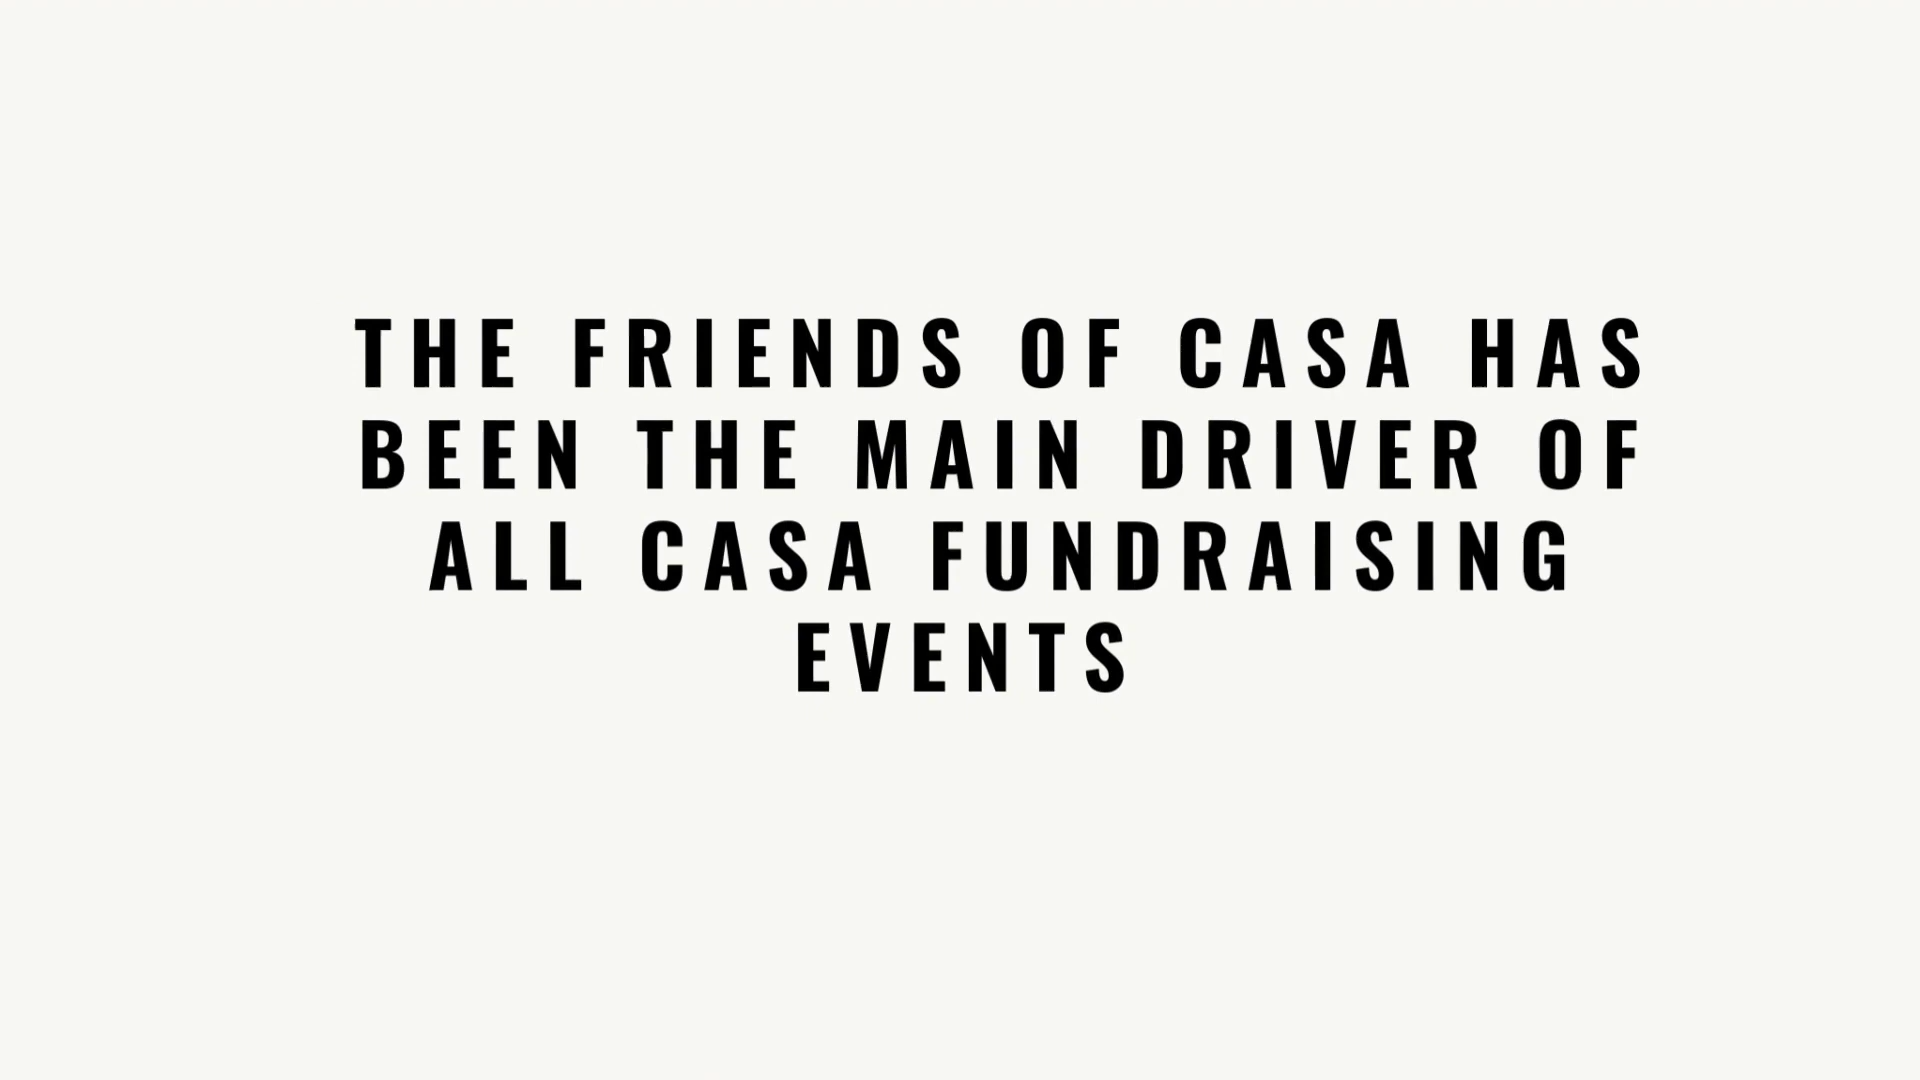 THE FRIENDS OF CASA HAS
BEEN THE MAIN DRIVER OF
ALL CASA FUNDRAISING
EVENTS